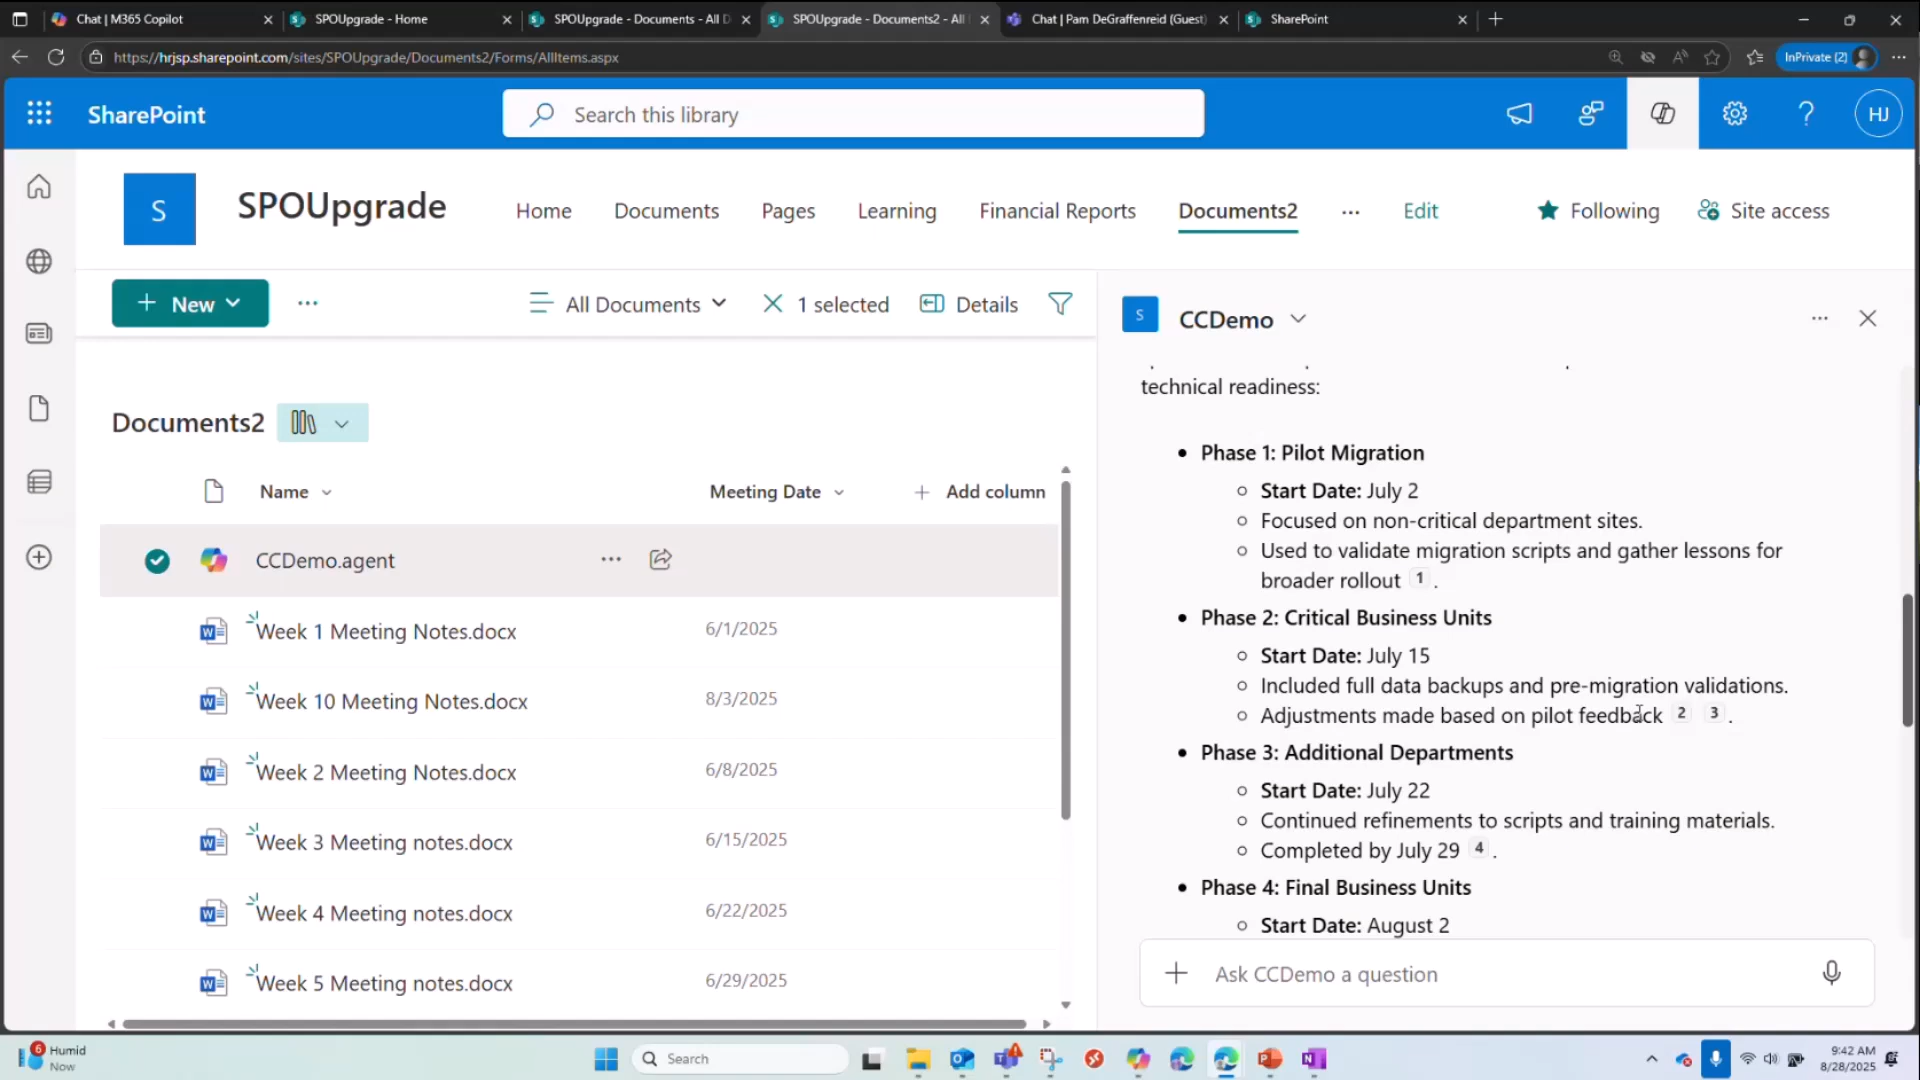 Chat | M365 Copilot
SPOUpgrade - Home
SPOUpgrade - Documents - All D
SPOUpgrade - Documents2 - All
Chat | Pam DeGraffenreid (Guest)
SharePoint
https://hrjsp.sharepoint.com/sites/SPOUpgrade/Documents2/Forms/AllItems.aspx
InPrivate (2)
SharePoint
Search this library
HJ
S
SPOUpgrade
Home
Documents
Pages
Learning
Financial Reports
Documents2
Edit
Following
Site access
New
All Documents
1 selected
Details
S
CCDemo
technical readiness:
Documents2
Name
Meeting Date
Add column
CCDemo.agent
Week 1 Meeting Notes.docx
6/1/2025
Week 10 Meeting Notes.docx
8/3/2025
Week 2 Meeting Notes.docx
6/8/2025
Week 3 Meeting notes.docx
6/15/2025
Week 4 Meeting notes.docx
6/22/2025
Week 5 Meeting notes.docx
6/29/2025
• Phase 1: Pilot Migration
Start Date: July 2
Focused on non-critical department sites.
Used to validate migration scripts and gather lessons for
broader rollout 1 .
• Phase 2: Critical Business Units
Start Date: July 15
Included full data backups and pre-migration validations.
Adjustments made based on pilot feedback 2 3 .
• Phase 3: Additional Departments
Start Date: July 22
Continued refinements to scripts and training materials.
Completed by July 29 4 .
• Phase 4: Final Business Units
Start Date: August 2
Ask CCDemo a question
6
Humid
Now
Search
9:42 AM
8/28/2025